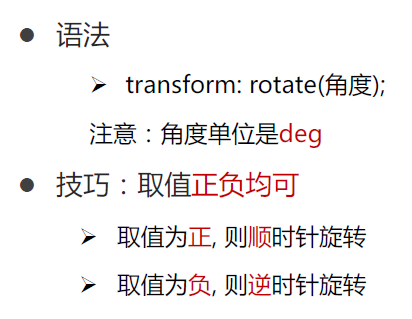 语法
transform: rotate(角度);
注意：角度单位是deg
技巧：取值正负均可
取值为正, 则顺时针旋转
取值为负, 则逆时针旋转